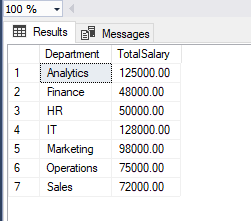 100 %
Results Messages
Department TotalSalary
1 Analytics 125000.00
2 Finance 48000.00
3 HR 50000.00
4 IT 128000.00
5 Marketing 98000.00
6 Operations 75000.00
7 Sales 72000.00